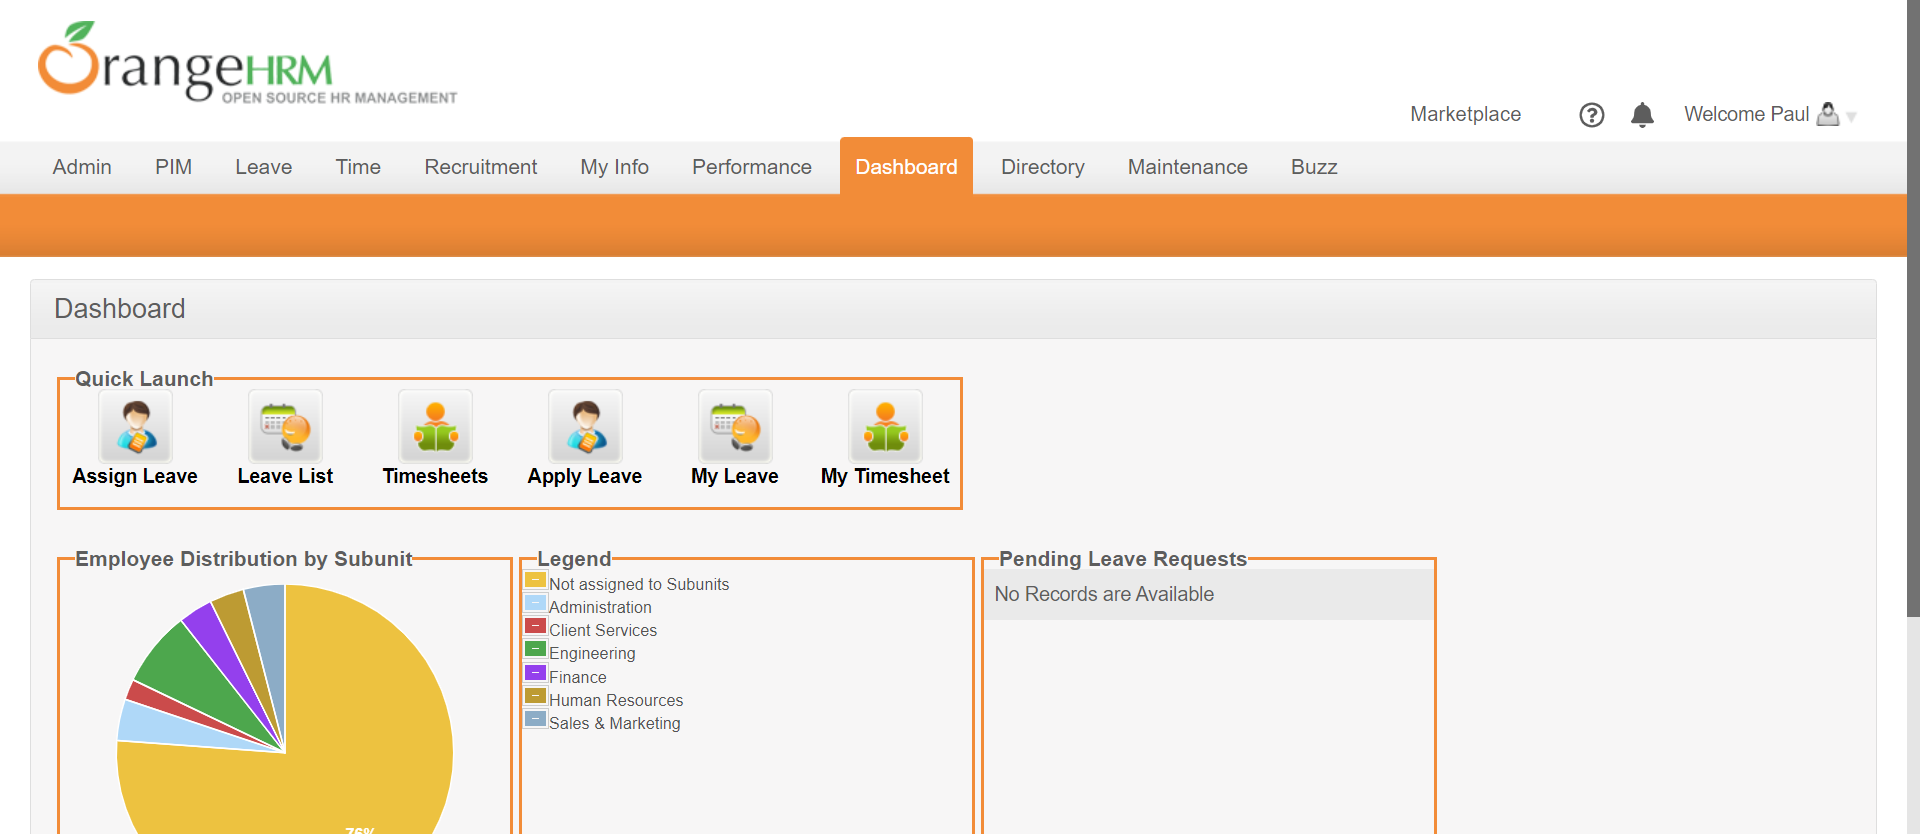 OrangeHRM
OPEN SOURCE HR MANAGEMENT
Marketplace
?
Welcome Paul
Admin
PIM
Leave
Time
Recruitment
My Info
Performance
Dashboard
Directory
Maintenance
Buzz
Dashboard
Quick Launch
Assign Leave
Leave List
Timesheets
Apply Leave
My Leave
My Timesheet
Employee Distribution by Subunit
76%
Legend
Not assigned to Subunits
Administration
Client Services
Engineering
Finance
Human Resources
Sales & Marketing
Pending Leave Requests
No Records are Available